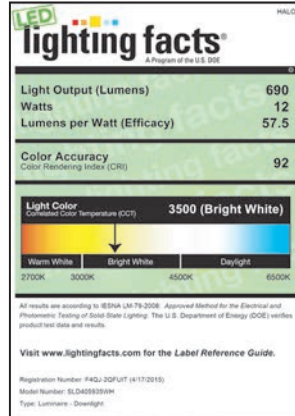 HALO
LED
lighting facts®
A Program of the U.S. DOE
Light Output (Lumens) 690
Watts 12
Lumens per Watt (Efficacy) 57.5
Color Accuracy 92
Color Rendering Index (CRI)
Light Color
Correlated Color Temperature (CCT) 3500 (Bright White)
Warm White Bright White Daylight
2700K 3000K 4500K 6500K
All results are according to IESNA LM-79-2008: Approved Method for the Electrical and
Photometric Testing of Solid-State Lighting. The U.S. Department of Energy (DOE) verifies
product test data and results.
Visit www.lightingfacts.com for the Label Reference Guide.
Registration Number: F4QJ-2QFUIT (4/17/2015)
Model Number: SLD405935WH
Type: Luminaire - Downlight